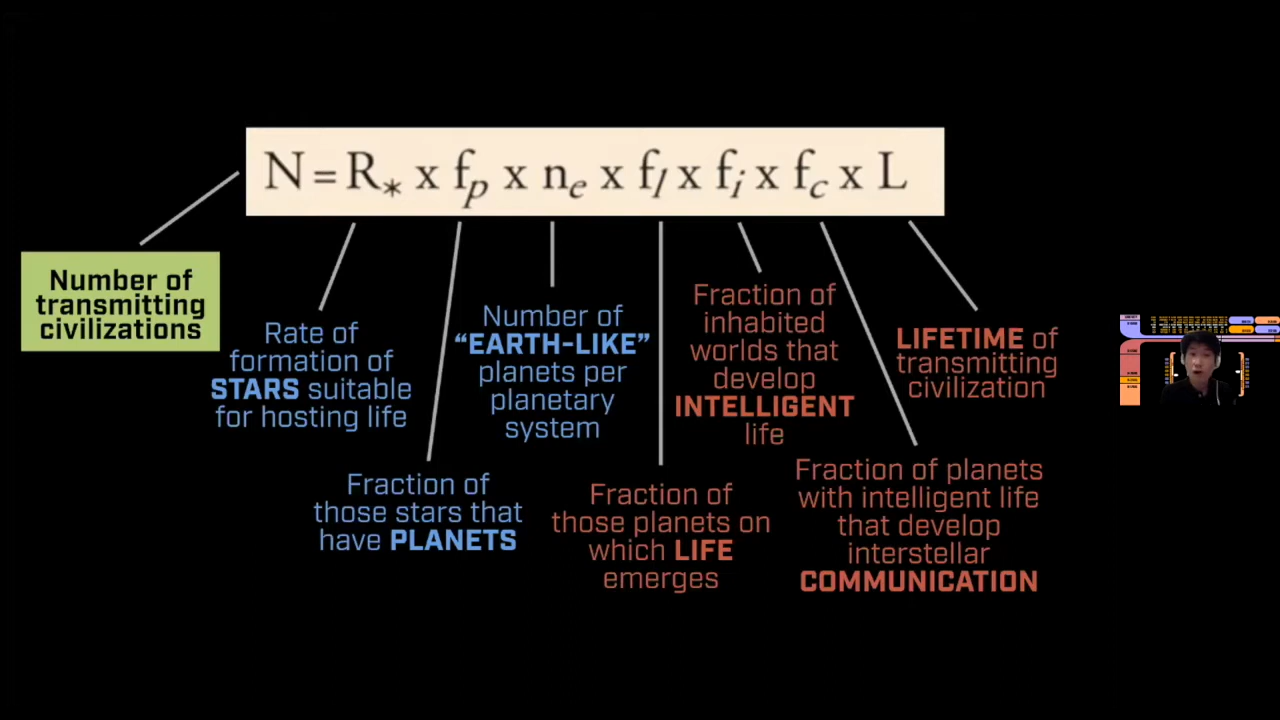 N = R* x fp x ne x fl x fi x fc x L
Number of
transmitting
civilizations
Rate of
formation of
STARS suitable
for hosting life
Fraction of
those stars that
have PLANETS
Number of
“EARTH-LIKE”
planets per
planetary
system
Fraction of
those planets on
which LIFE
emerges
Fraction of
inhabited
worlds that
develop
INTELLIGENT
life
Fraction of planets
with intelligent life
that develop
interstellar
COMMUNICATION
LIFETIME of
transmitting
civilization